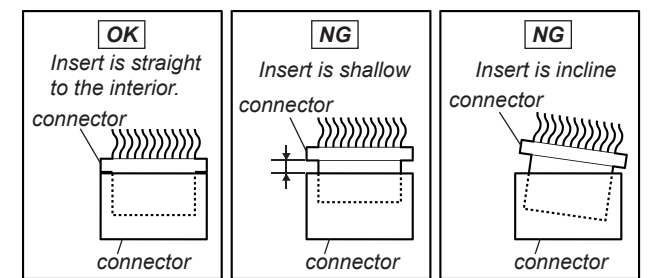 OK
Insert is straight
to the interior.
connector
connector
NG
Insert is shallow
connector
connector
NG
Insert is incline
connector
connector